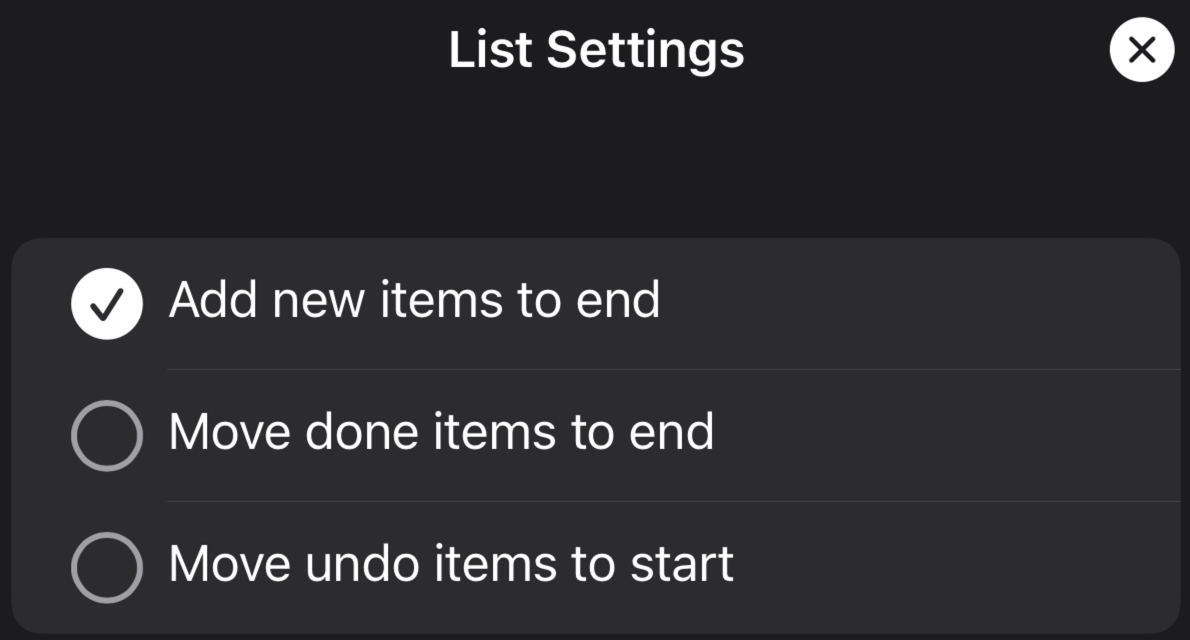 List Settings
Add new items to end
Move done items to end
Move undo items to start